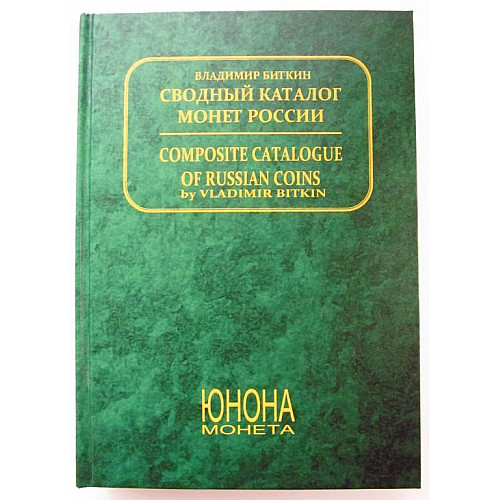 ВЛАДИМИР БИТКИН
СВОДНЫЙ КАТАЛОГ
МОНЕТ РОССИИ
COMPOSITE CATALOGUE
OF RUSSIAN COINS
by VLADIMIR BITKIN
ЮНОНА
МОНЕТА